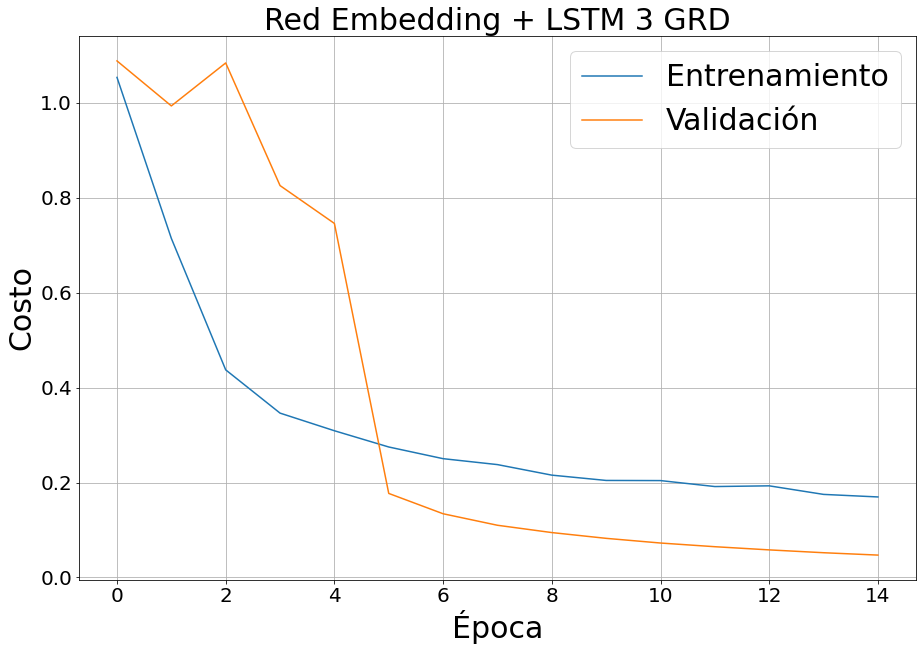 Red Embedding + LSTM 3 GRD
Entrenamiento
Validación
1.0
0.8
0.6
0.4
0.2
0.0
Costo
0 2 4 6 8 10 12 14
Época